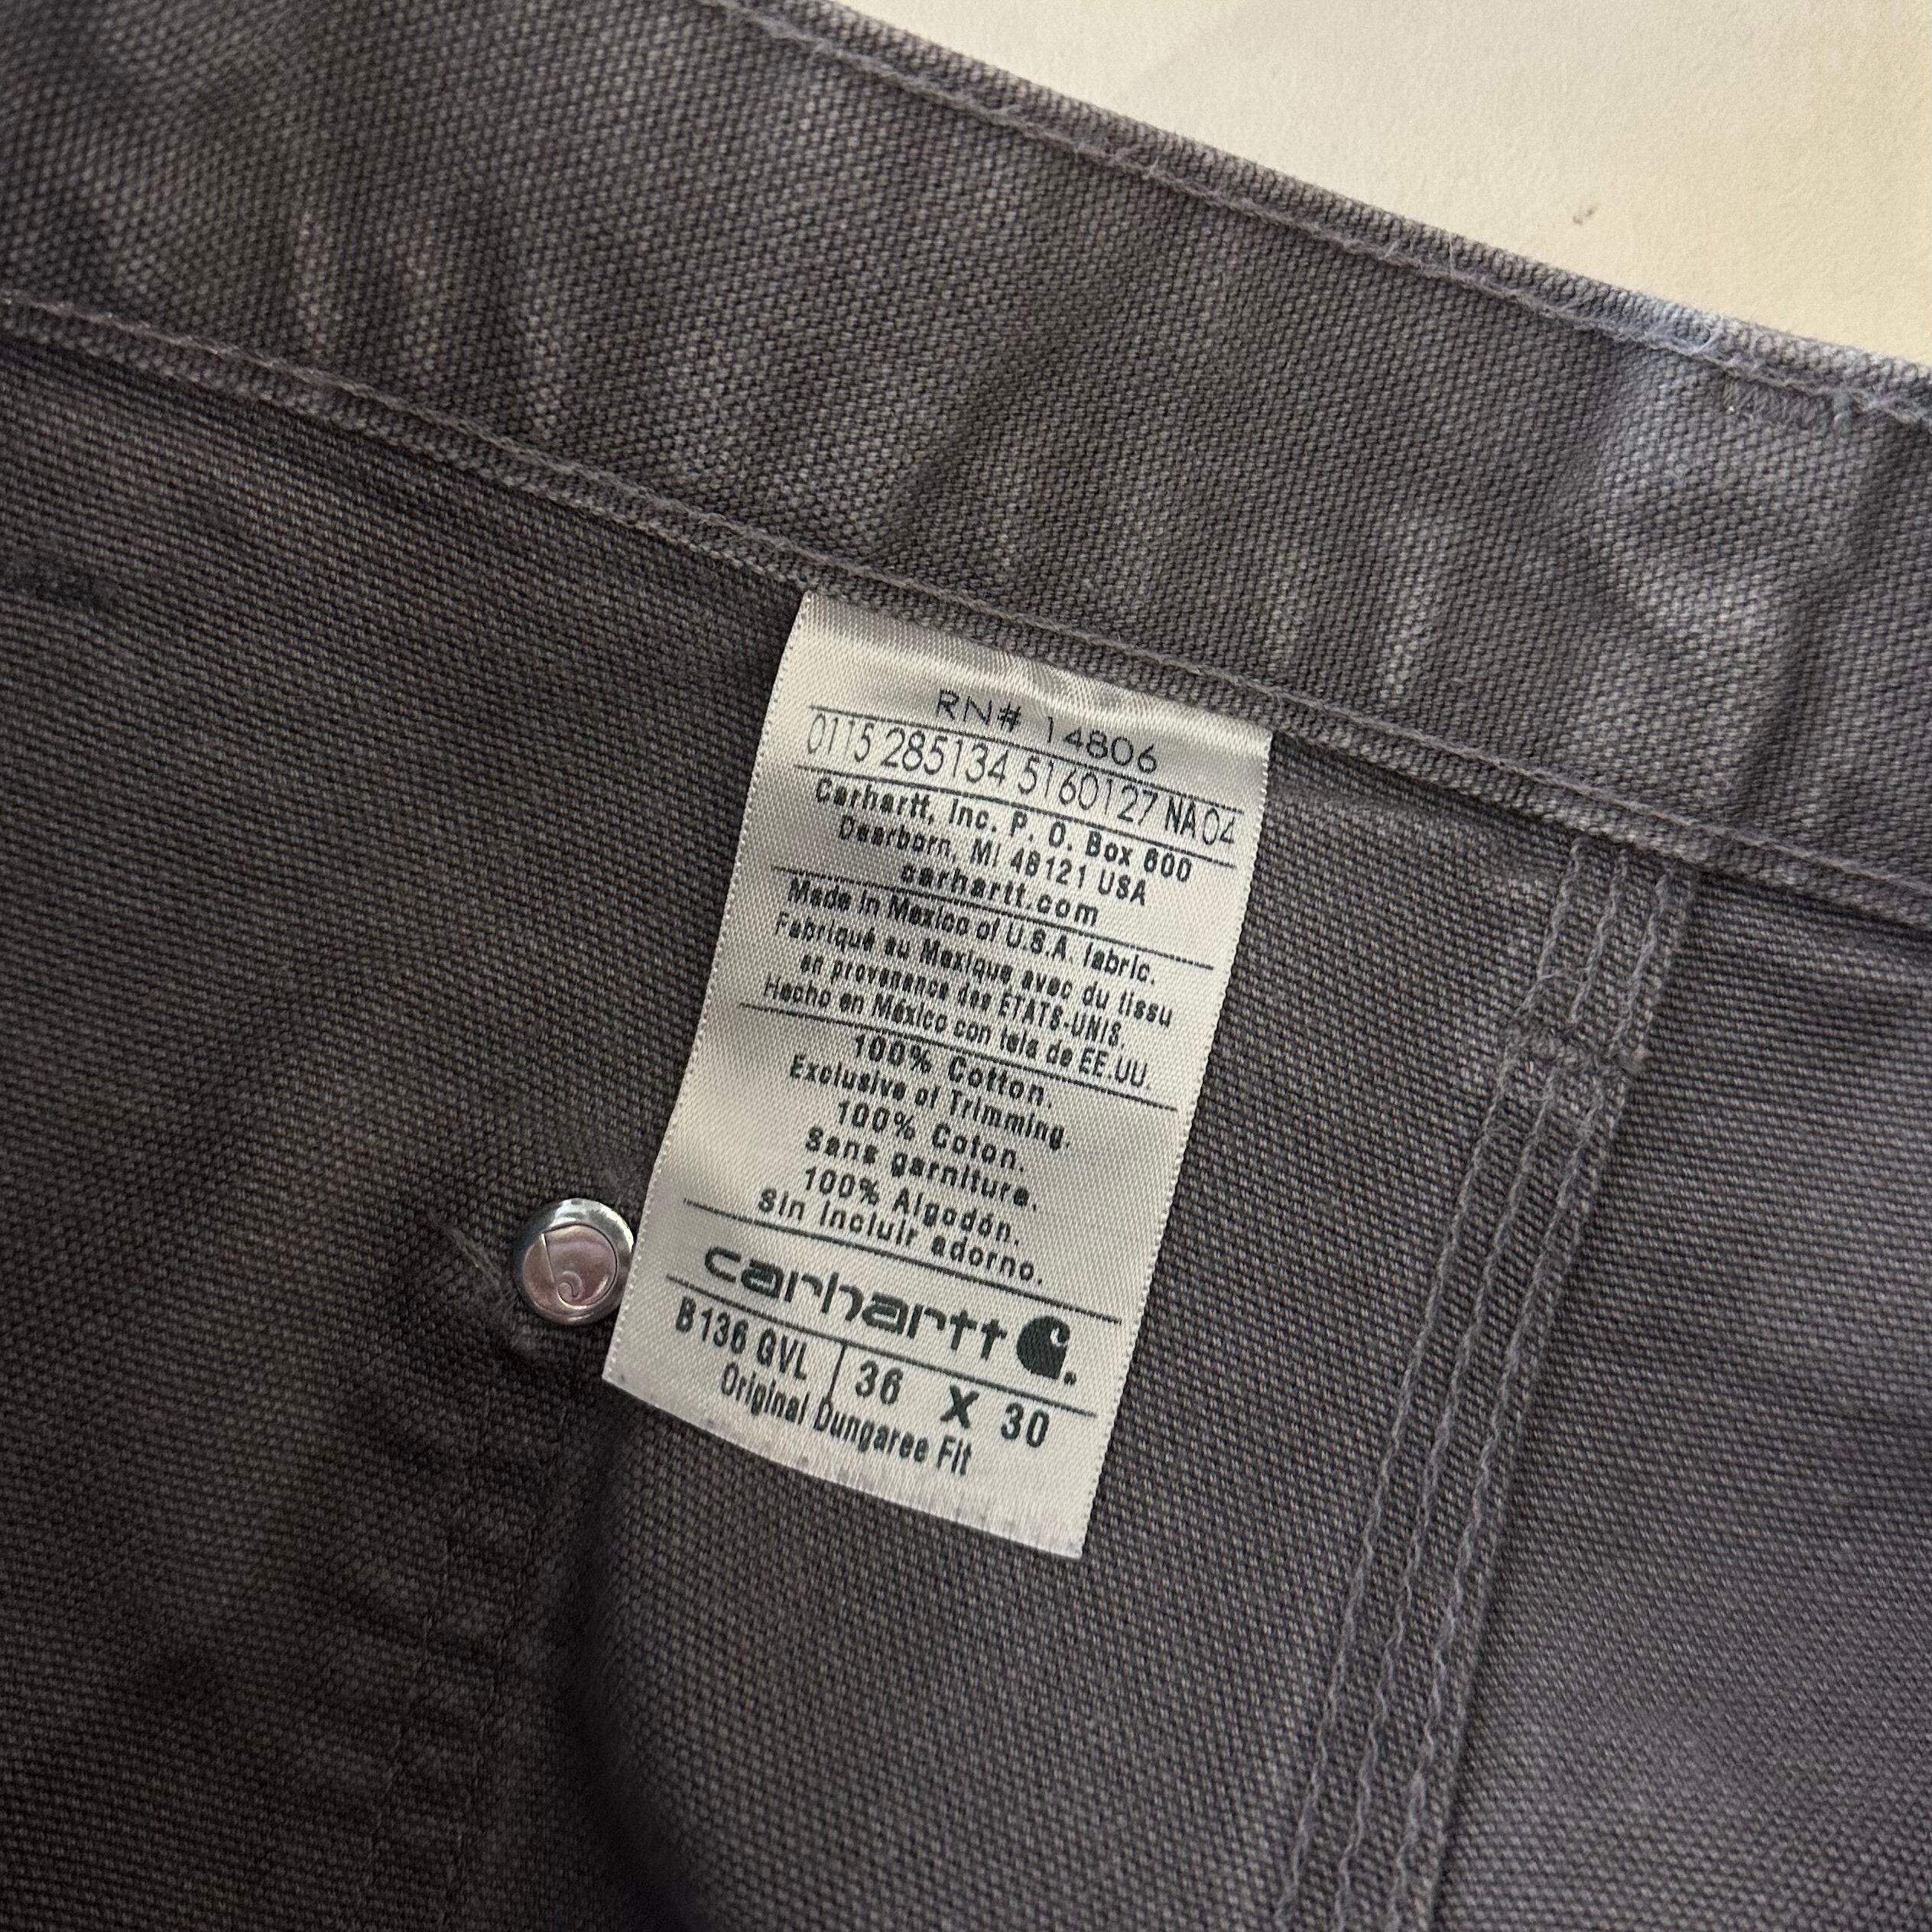 RN# 14806
0115 285134 5160127 NA04
Carhartt, Inc. P. O. Box 600
Dearborn, MI 48121 USA
carhartt.com
Made in Mexico of U.S.A. fabric.
Fabriqué au Mexique avec du tissu
en provenance des ETATS-UNIS.
Hecho en México con tela de EE.UU.
100% Cotton.
Exclusive of Trimming.
100% Coton.
Sans garniture.
100% Algodón.
Sin incluir adorno.
carhartt
B136 GVL | 36 X 30
Original Dungaree Fit